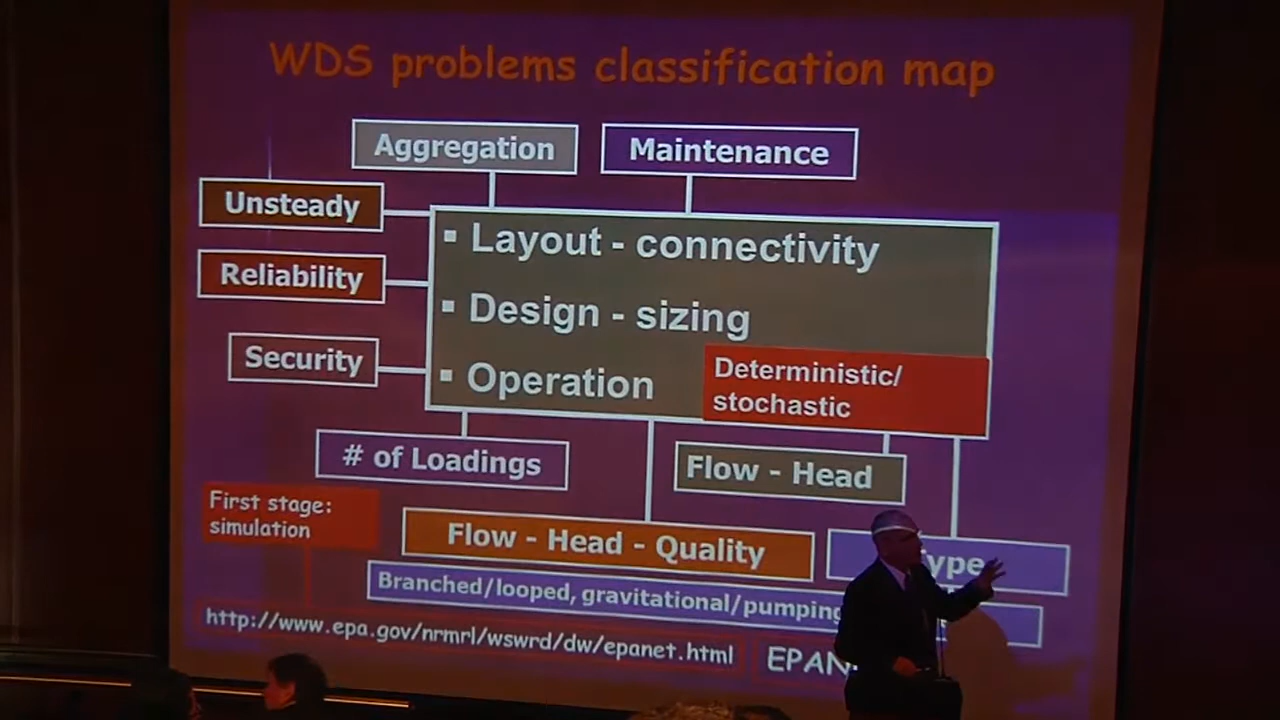 WDS problems classification map
Aggregation
Maintenance
Unsteady
Reliability
Security
▪ Layout - connectivity
▪ Design - sizing
▪ Operation
Deterministic/
stochastic
# of Loadings
Flow - Head
First stage:
simulation
Flow - Head - Quality
Type
Branched/looped, gravitational/pumping
http://www.epa.gov/nrmrl/wswrd/dw/epanet.html
EPAN